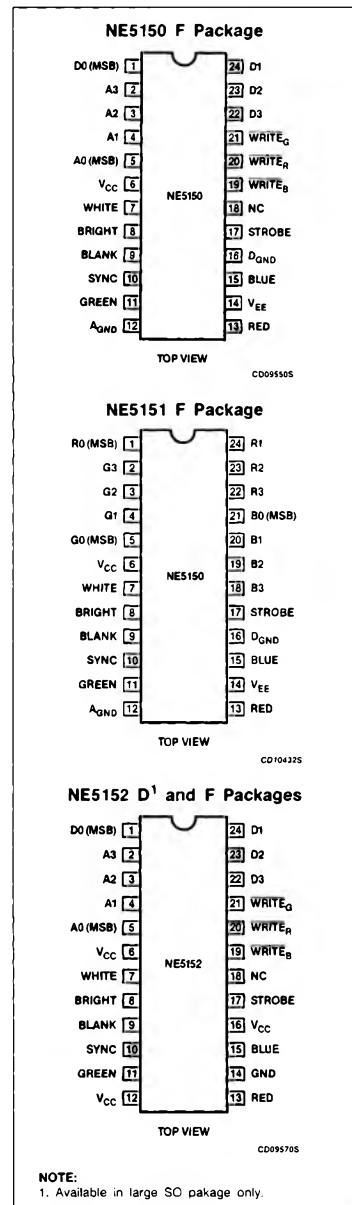 NE5150 F Package
D0 (MSB) 1 24 D1
A3 2 23 D2
A2 3 22 D3
A1 4 21 WRITEG
A0 (MSB) 5 20 WRITER
VCC 6 19 WRITEB
WHITE 7 NE5150 18 NC
BRIGHT 8 17 STROBE
BLANK 9 16 DGND
SYNC 10 15 BLUE
GREEN 11 14 VEE
AGND 12 13 RED
TOP VIEW
CD09550S
NE5151 F Package
R0 (MSB) 1 24 R1
G3 2 23 R2
G2 3 22 R3
G1 4 21 B0 (MSB)
G0 (MSB) 5 20 B1
VCC 6 19 B2
WHITE 7 NE5150 18 B3
BRIGHT 8 17 STROBE
BLANK 9 16 DGND
SYNC 10 15 BLUE
GREEN 11 14 VEE
AGND 12 13 RED
TOP VIEW
CD10432S
NE5152 D1 and F Packages
D0 (MSB) 1 24 D1
A3 2 23 D2
A2 3 22 D3
A1 4 21 WRITEG
A0 (MSB) 5 20 WRITER
VCC 6 19 WRITEB
WHITE 7 NE5152 18 NC
BRIGHT 8 17 STROBE
BLANK 9 16 VCC
SYNC 10 15 BLUE
GREEN 11 14 GND
VCC 12 13 RED
TOP VIEW
CD09570S
NOTE:
1. Available in large SO pakage only.